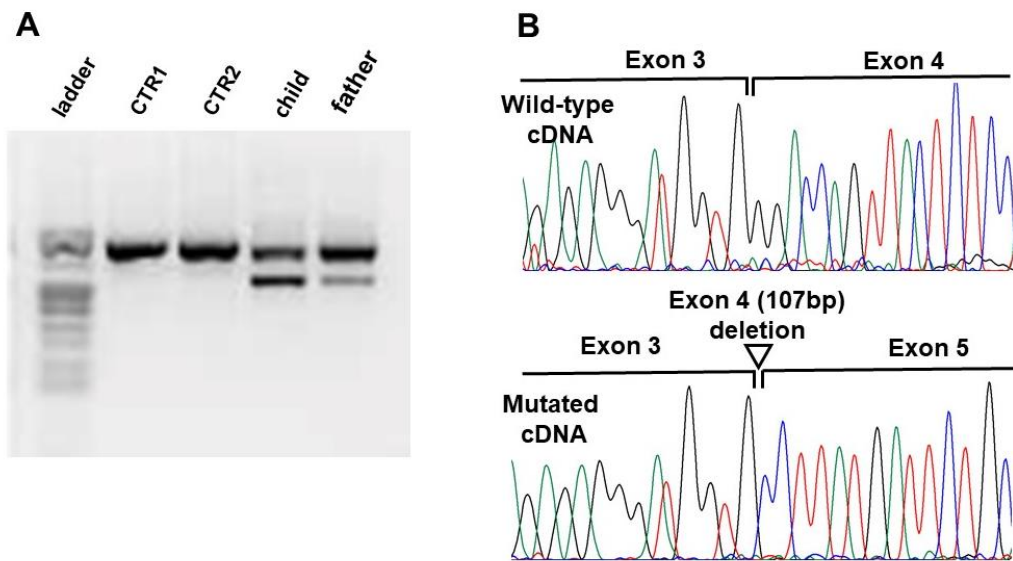 A
ladder
CTR1
CTR2
child
father
B
Exon 3
Exon 4
Wild-type
cDNA
Exon 4 (107bp)
deletion
Exon 3
Exon 5
Mutated
cDNA